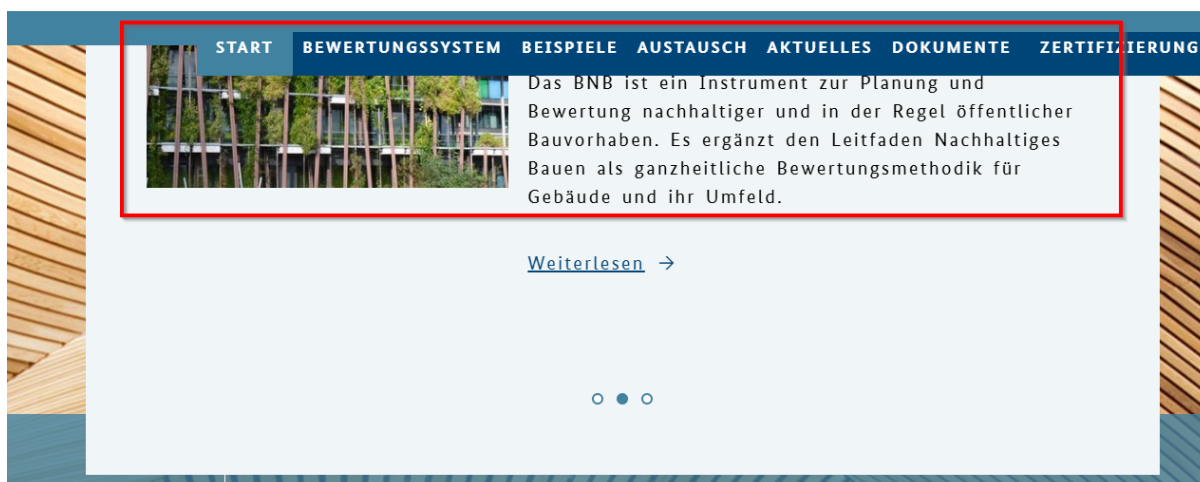 START BEWERTUNGSSYSTEM BEISPIELE AUSTAUSCH AKTUELLES DOKUMENTE ZERTIFIZIERUNG
Das BNB ist ein Instrument zur Planung und
Bewertung nachhaltiger und in der Regel öffentlicher
Bauvorhaben. Es ergänzt den Leitfaden Nachhaltiges
Bauen als ganzheitliche Bewertungsmethodik für
Gebäude und ihr Umfeld.
Weiterlesen →